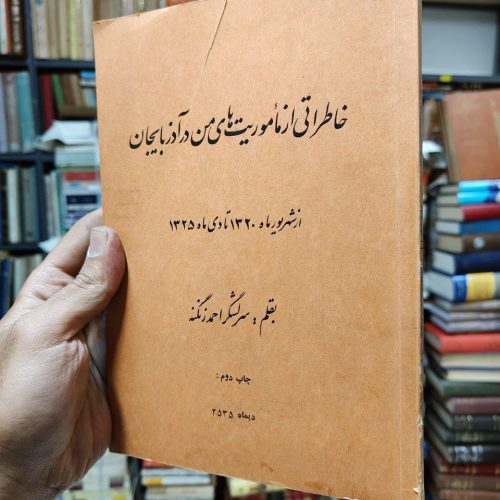 خاطراتی از مأموریت‌های من در آذربایجان
از شهریور ماه ۱۳۲۰ تا دی ماه ۱۳۲۵
بقلم : سرلشگر احمد زنگنه
چاپ دوم :
دیماه ۲۵۳۵